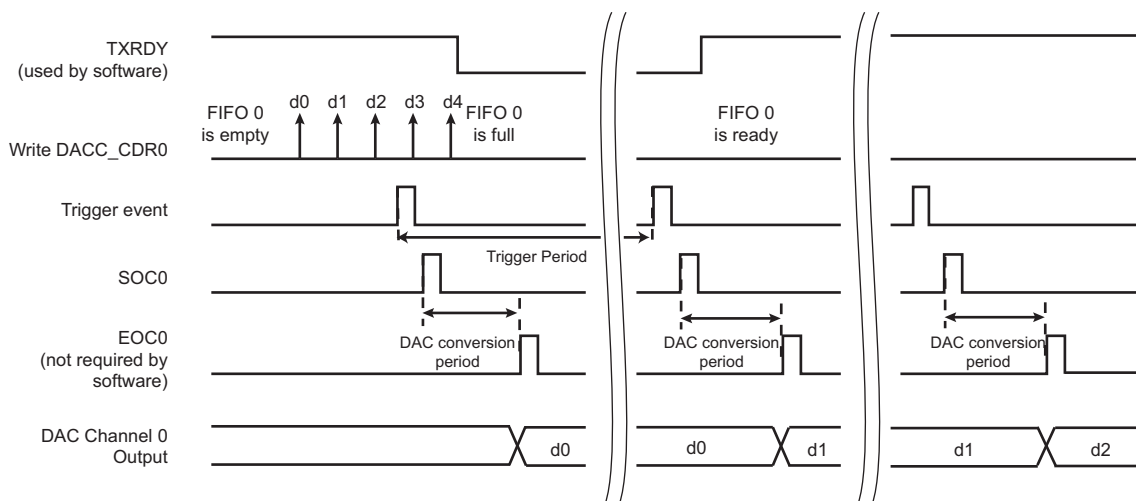 TXRDY
(used by software)
d0 d1 d2 d3 d4
FIFO 0
is empty
FIFO 0
is full
FIFO 0
is ready
Write DACC_CDR0
Trigger event
Trigger Period
SOC0
EOC0
(not required by
software)
DAC conversion
period
DAC conversion
period
DAC conversion
period
DAC Channel 0
Output
d0
d0
d1
d1
d2